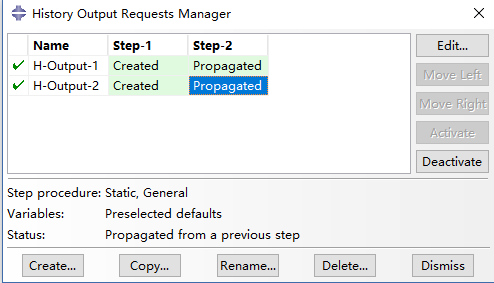 History Output Requests Manager
Name Step-1 Step-2
H-Output-1 Created Propagated
H-Output-2 Created Propagated
Edit...
Move Left
Move Right
Activate
Deactivate
Step procedure: Static, General
Variables: Preselected defaults
Status: Propagated from a previous step
Create... Copy... Rename... Delete... Dismiss